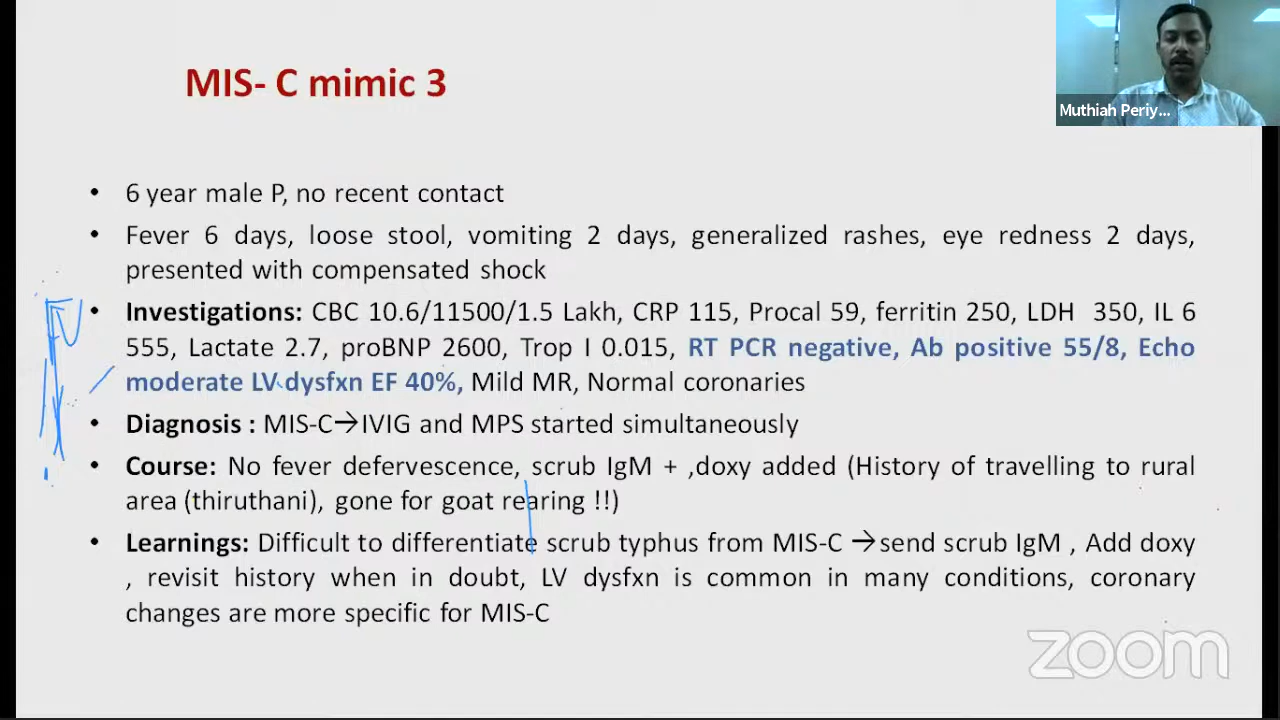 MIS- C mimic 3
Muthiah Periy...
• 6 year male P, no recent contact
• Fever 6 days, loose stool, vomiting 2 days, generalized rashes, eye redness 2 days,
presented with compensated shock
• Investigations: CBC 10.6/11500/1.5 Lakh, CRP 115, Procal 59, ferritin 250, LDH 350, IL 6
555, Lactate 2.7, proBNP 2600, Trop I 0.015, RT PCR negative, Ab positive 55/8, Echo
moderate LV dysfxn EF 40%, Mild MR, Normal coronaries
• Diagnosis : MIS-C→IVIG and MPS started simultaneously
• Course: No fever defervescence, scrub IgM + ,doxy added (History of travelling to rural
area (thiruthani), gone for goat rearing !!)
• Learnings: Difficult to differentiate scrub typhus from MIS-C →send scrub IgM , Add doxy
, revisit history when in doubt, LV dysfxn is common in many conditions, coronary
changes are more specific for MIS-C
zoom